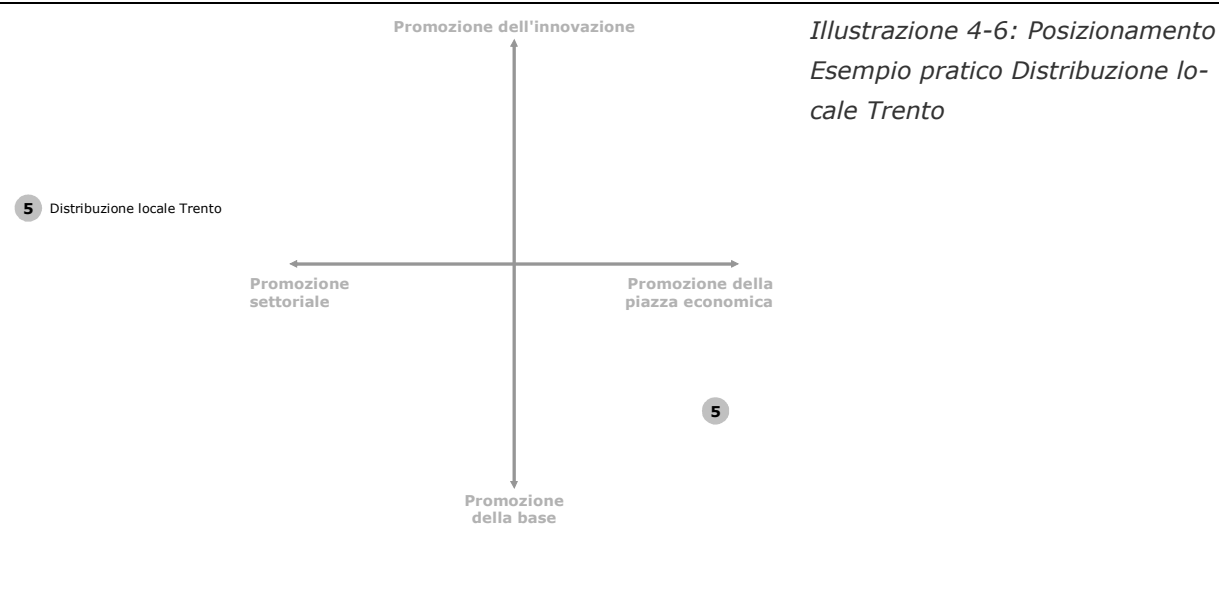 Promozione dell'innovazione
Illustrazione 4-6: Posizionamento
Esempio pratico Distribuzione lo-
cale Trento
5 Distribuzione locale Trento
Promozione
settoriale
Promozione della
piazza economica
5
Promozione
della base